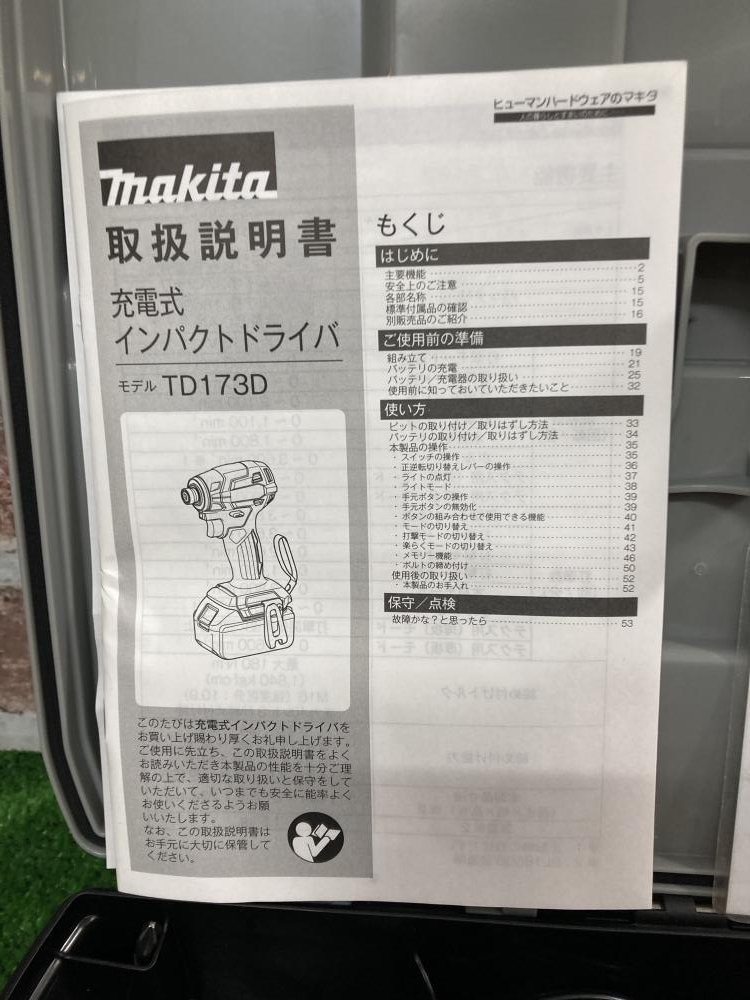 makita
取扱説明書
充電式
インパクトドライバ
モデル TD173D
このたびは充電式インパクトドライバを
お買い上げ賜わり厚くお礼申し上げます。
ご使用に先立ち、この取扱説明書をよく
お読みいただき本製品の性能を十分ご理
解の上で、適切な取り扱いと保守をして
いただいて、いつまでも安全に能率よく
お使いくださるようお願
いいたします。
なお、この取扱説明書は
お手元に大切に保管して
ください。
ヒューマンハードウェアのマキタ
人の暮らしとすまいのために
もくじ
はじめに
主要機能 2
安全上のご注意 5
各部名称 15
標準付属品の確認 15
別販売品のご紹介 16
ご使用前の準備
組み立て 19
バッテリの充電 21
バッテリ／充電器の取り扱い 25
使用前に知っておいていただきたいこと 32
使い方
ビットの取り付け／取りはずし方法 33
バッテリの取り付け／取りはずし方法 34
本製品の操作 35
・スイッチの操作 35
・正逆転切り替えレバーの操作 36
・ライトの点灯 37
・ライトモード 38
・手元ボタンの操作 39
・手元ボタンの無効化 39
・ボタンの組み合わせで使用できる機能 40
・モードの切り替え 41
・打撃モードの切り替え 42
・楽らくモードの切り替え 43
・メモリー機能 46
・ボルトの締め付け 50
使用後の取り扱い 52
・本製品のお手入れ 52
保守／点検
故障かな？と思ったら 53